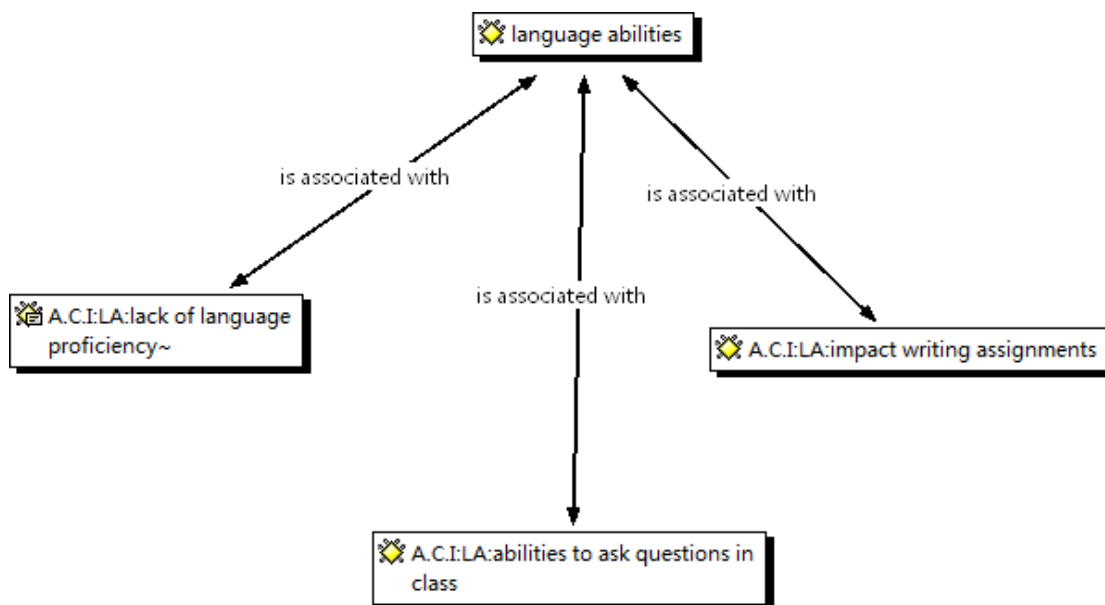 language abilities
is associated with
is associated with
is associated with
A.C.I:LA:lack of language
proficiency~
A.C.I:LA:impact writing assignments
A.C.I:LA:abilities to ask questions in
class